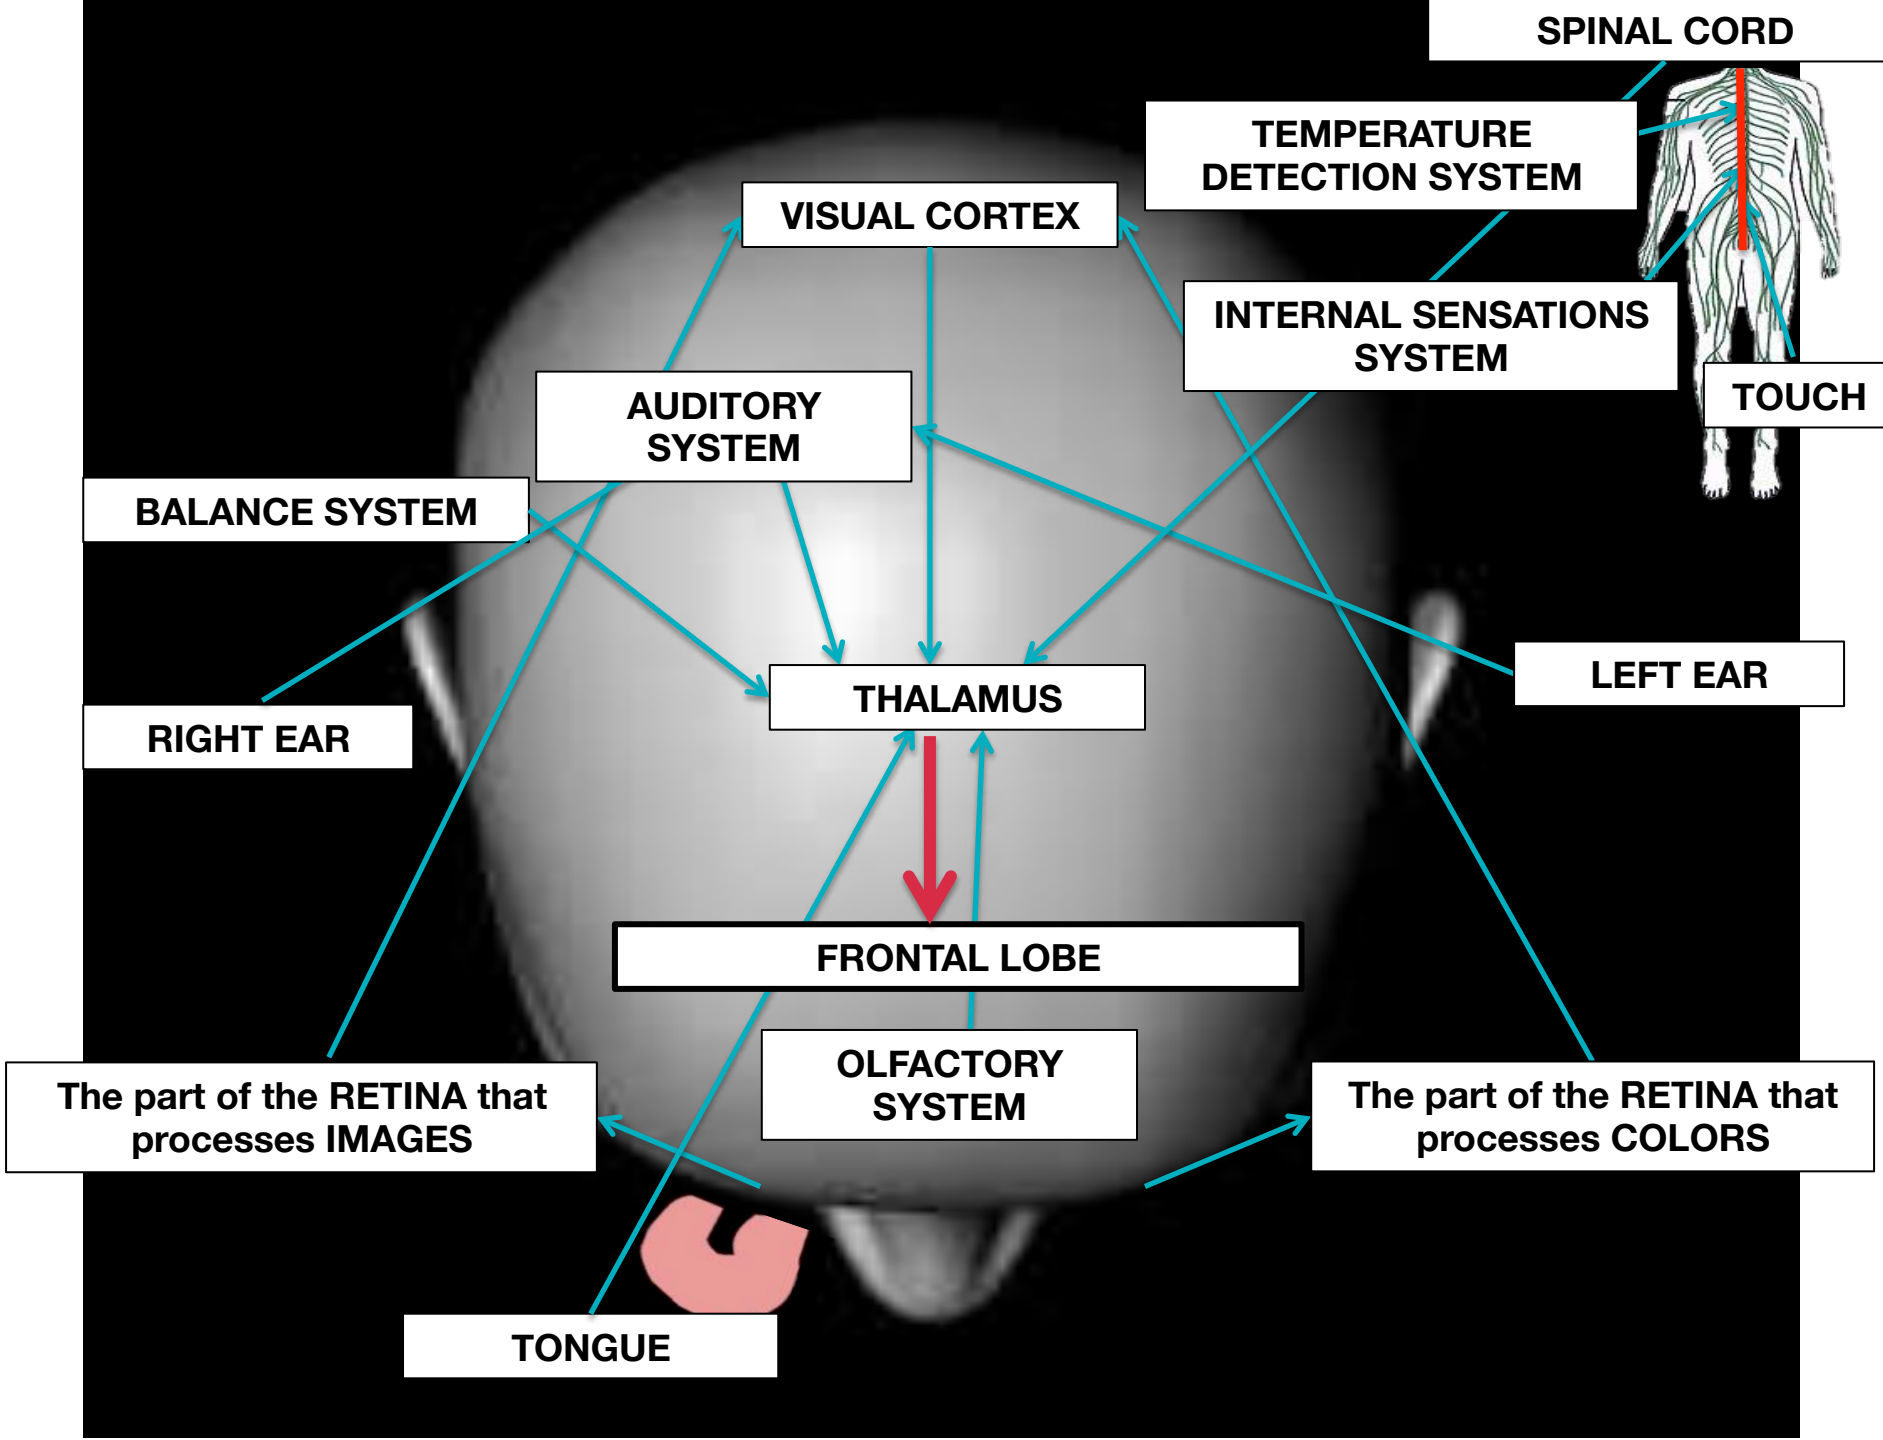 SPINAL CORD
TEMPERATURE
DETECTION SYSTEM
VISUAL CORTEX
INTERNAL SENSATIONS
SYSTEM
TOUCH
AUDITORY
SYSTEM
BALANCE SYSTEM
LEFT EAR
THALAMUS
RIGHT EAR
FRONTAL LOBE
OLFACTORY
SYSTEM
The part of the RETINA that
processes IMAGES
The part of the RETINA that
processes COLORS
TONGUE